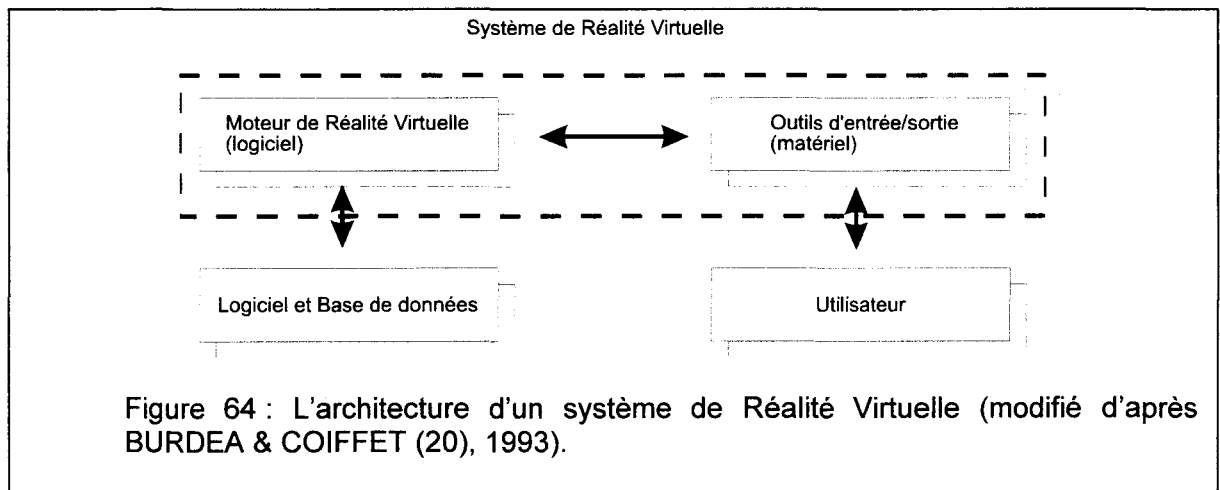 Système de Réalité Virtuelle
Moteur de Réalité Virtuelle
(logiciel)
Outils d'entrée/sortie
(matériel)
Logiciel et Base de données
Utilisateur
Figure 64 : L'architecture d'un système de Réalité Virtuelle (modifié d'après
BURDEA & COIFFET (20), 1993).